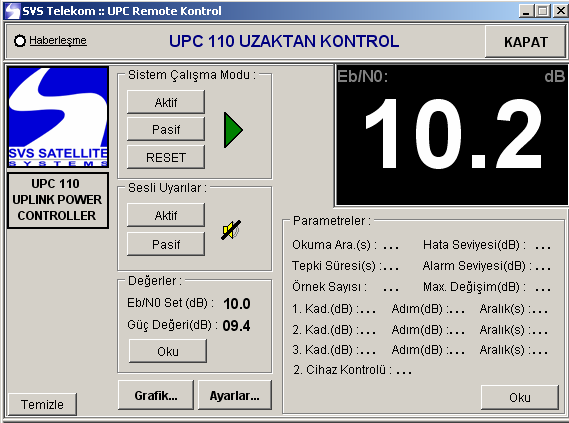 SVS Telekom :: UPC Remote Kontrol
Haberleşme
UPC 110 UZAKTAN KONTROL
KAPAT
SVS SATELLITE
SYSTEMS
UPC 110
UPLINK POWER
CONTROLLER
Sistem Çalışma Modu :
Aktif
Pasif
RESET
Eb/N0:
dB
10.2
Sesli Uyarılar :
Aktif
Pasif
Değerler :
Eb/N0 Set (dB) : 10.0
Güç Değeri(dB) : 09.4
Oku
Parametreler :
Okuma Ara.(s) : ... Hata Seviyesi(dB) : ...
Tepki Süresi(s) : ... Alarm Seviyesi(dB) : ...
Örnek Sayısı : ... Max. Değişim(dB) : ...
1. Kad.(dB) :... Adım(dB) :... Aralık(s) : ...
2. Kad.(dB) :... Adım(dB) :... Aralık(s) : ...
3. Kad.(dB) :... Adım(dB) :... Aralık(s) : ...
2. Cihaz Kontrolü : ...
Oku
Temizle
Grafik...
Ayarlar...